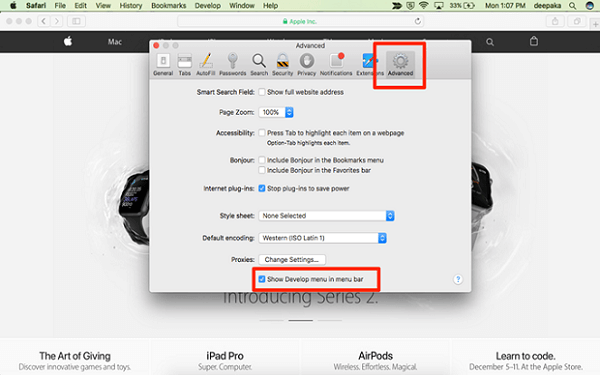 Safari File Edit View History Bookmarks Develop Window Help
33% Mon 1:07 PM deepaka
Apple Inc.
Mac
Advanced
General Tabs AutoFill Passwords Search Security Privacy Notifications Extensions Advanced
Smart Search Field: Show full website address
Page Zoom: 100%
Accessibility: Press Tab to highlight each item on a webpage
Option-Tab highlights each item.
Bonjour: Include Bonjour in the Bookmarks menu
Include Bonjour in the Favorites bar
Internet plug-ins: Stop plug-ins to save power
Style sheet: None Selected
Default encoding: Western (ISO Latin 1)
Proxies: Change Settings...
Show Develop menu in menu bar
?
Introducing Series 2.
The Art of Giving
Discover innovative games and toys.
iPad Pro
Super. Computer.
AirPods
Wireless. Effortless. Magical.
Learn to code.
December 5–11. At the Apple Store.